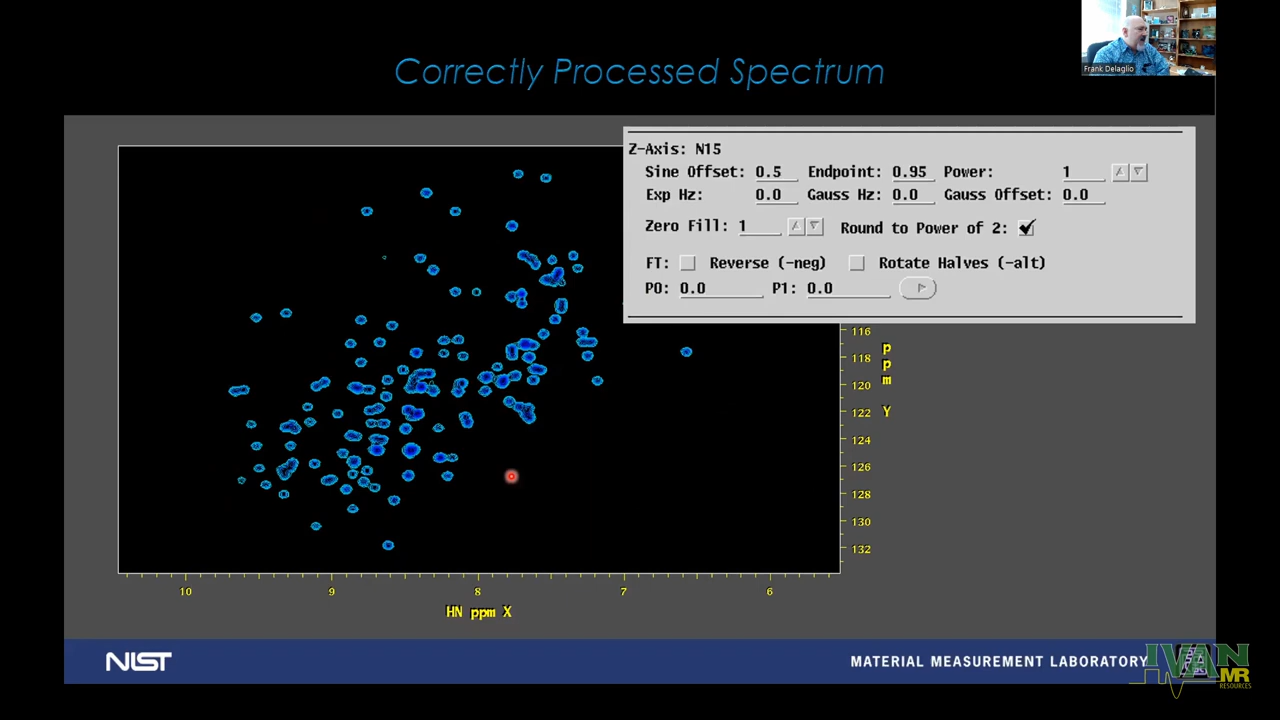 Correctly Processed Spectrum
Frank Delaglio
Z-Axis: N15
Sine Offset: 0.5 Endpoint: 0.95 Power: 1
Exp Hz: 0.0 Gauss Hz: 0.0 Gauss Offset: 0.0
Zero Fill: 1 Round to Power of 2:
FT: Reverse (-neg) Rotate Halves (-alt)
P0: 0.0 P1: 0.0
116
118
120
122
124
126
128
130
132
ppm Y
10 9 8 7 6
HN ppm X
NIST
MATERIAL MEASUREMENT LABORATORY
IVAN
MR
RESOURCES